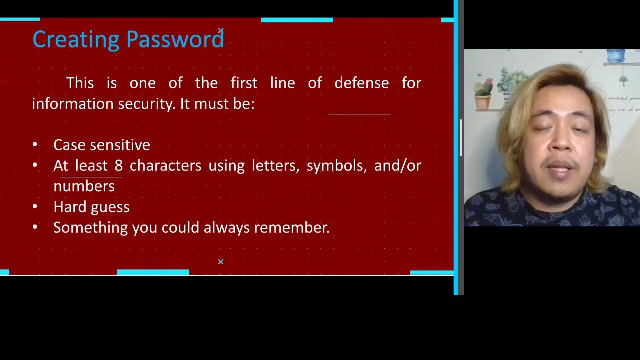 Creating Password
This is one of the first line of defense for
information security. It must be:
• Case sensitive
• At least 8 characters using letters, symbols, and/or
numbers
• Hard guess
• Something you could always remember.